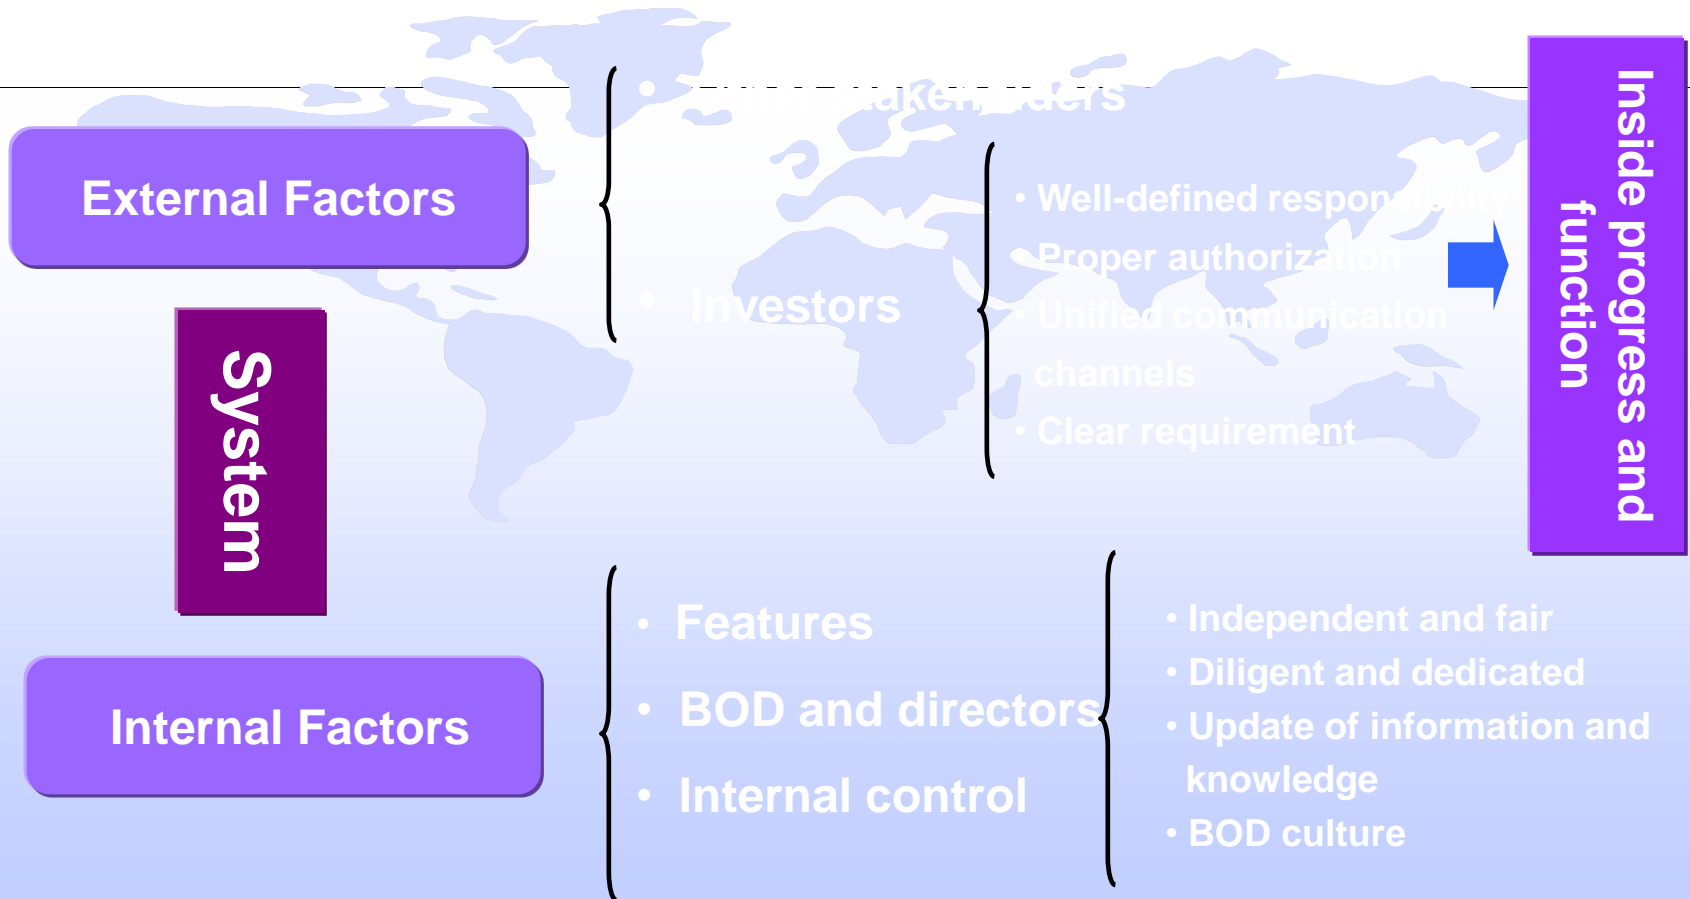 • stakeholders
External Factors
• Investors
• Well-defined responsibility
• Proper authorization
• Unified communication
channels
• Clear requirement
Inside progress and
function
System
Internal Factors
• Features
• BOD and directors
• Internal control
• Independent and fair
• Diligent and dedicated
• Update of information and
knowledge
• BOD culture